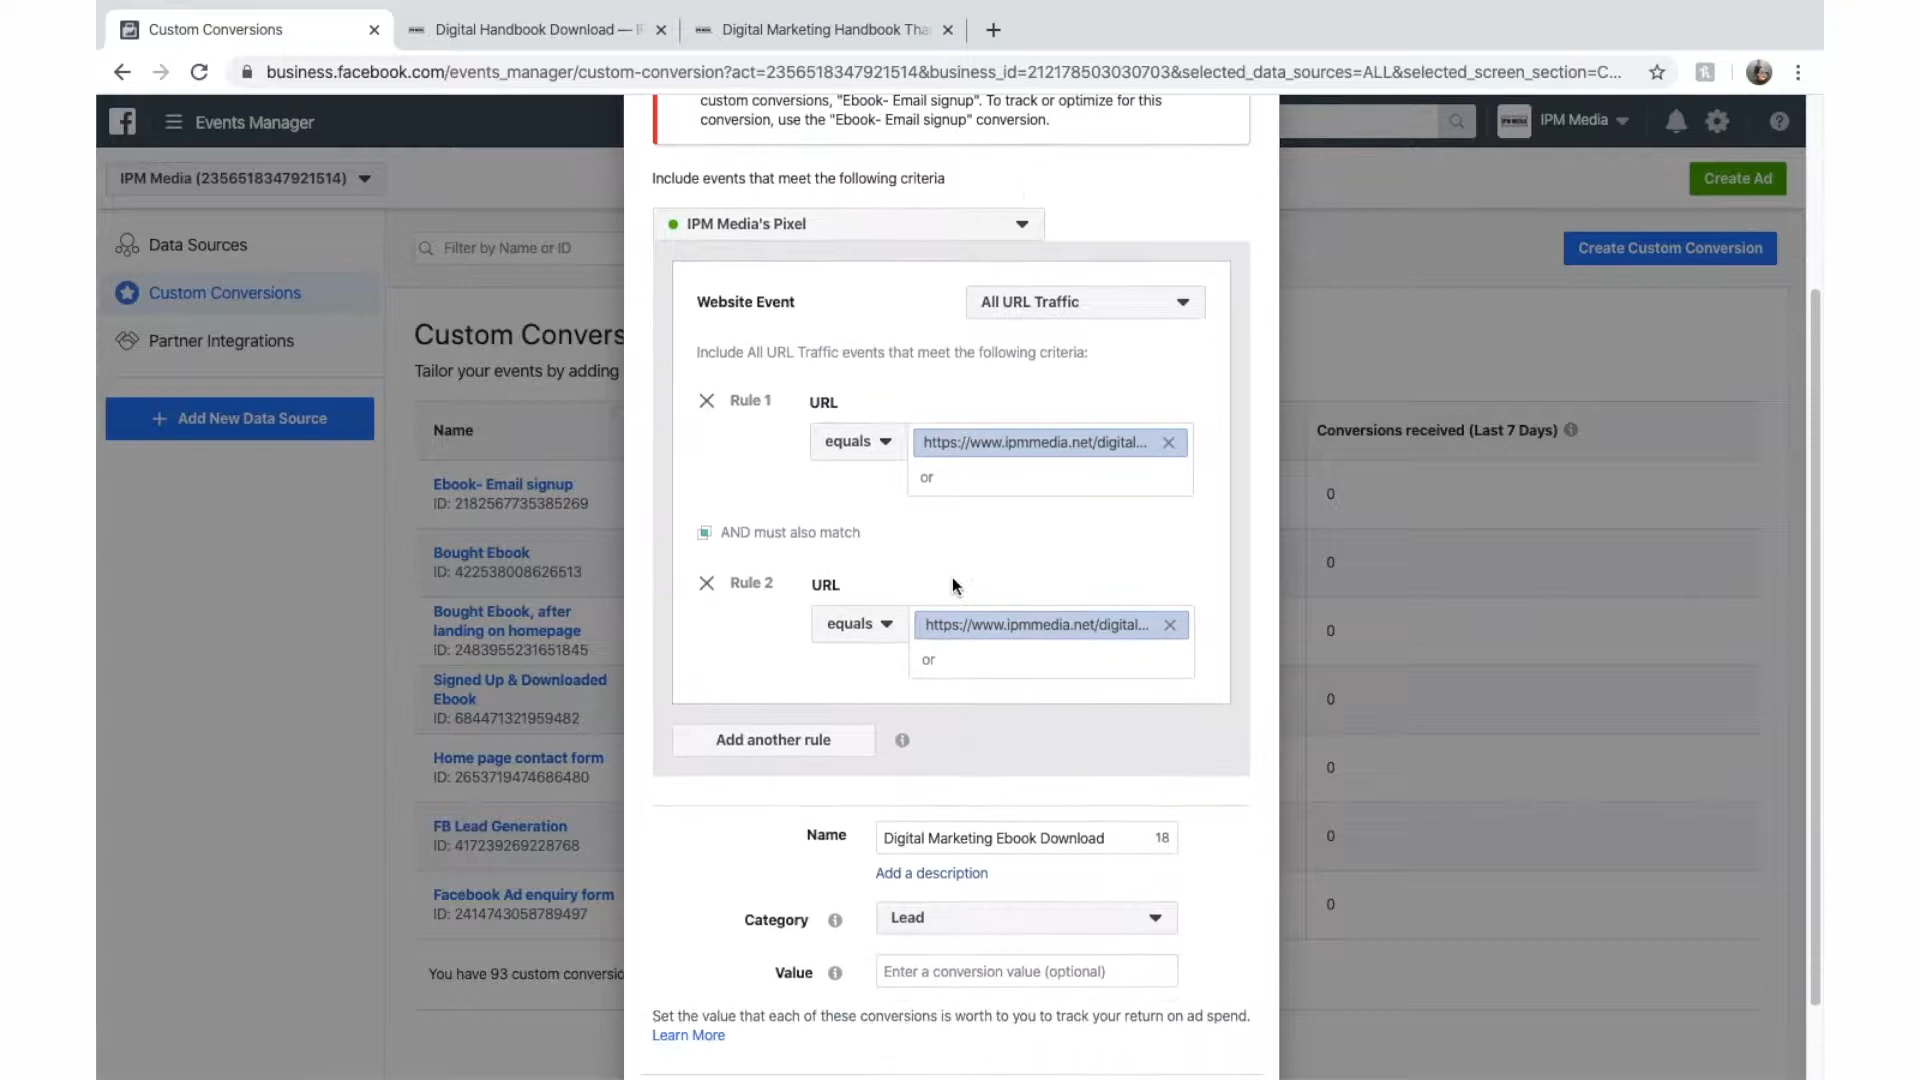 Custom Conversions
Digital Handbook Download —
Digital Marketing Handbook Tha
business.facebook.com/events_manager/custom-conversion?act=2356518347921514&business_id=212178503030703&selected_data_sources=ALL&selected_screen_section=C...
Events Manager
IPM Media
custom conversions, "Ebook- Email signup". To track or optimize for this
conversion, use the "Ebook- Email signup" conversion.
IPM Media (2356518347921514)
Create Ad
Include events that meet the following criteria
IPM Media's Pixel
Data Sources
Custom Conversions
Partner Integrations
Add New Data Source
Filter by Name or ID
Create Custom Conversion
Custom Convers
Tailor your events by adding
Name
Conversions received (Last 7 Days)
Ebook- Email signup
ID: 2182567735385269
0
Bought Ebook
ID: 422538008626513
0
Bought Ebook, after
landing on homepage
ID: 2483955231651845
0
Signed Up & Downloaded
Ebook
ID: 684471321959482
0
Home page contact form
ID: 2653719474686480
0
FB Lead Generation
ID: 417239269228768
0
Facebook Ad enquiry form
ID: 2414743058789497
0
You have 93 custom conversio
Website Event
All URL Traffic
Include All URL Traffic events that meet the following criteria:
Rule 1
URL
equals
https://www.ipmmedia.net/digital...
or
AND must also match
Rule 2
URL
equals
https://www.ipmmedia.net/digital...
or
Add another rule
Name
Digital Marketing Ebook Download
18
Add a description
Category
Lead
Value
Enter a conversion value (optional)
Set the value that each of these conversions is worth to you to track your return on ad spend.
Learn More